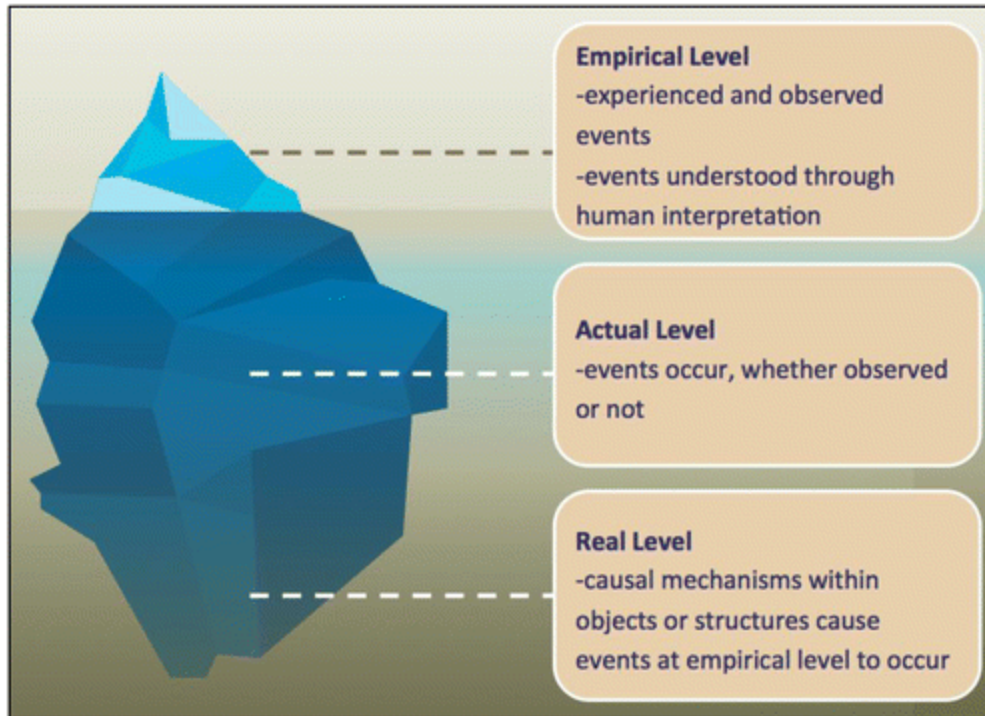 Empirical Level
-experienced and observed
events
-events understood through
human interpretation
Actual Level
-events occur, whether observed
or not
Real Level
-causal mechanisms within
objects or structures cause
events at empirical level to occur